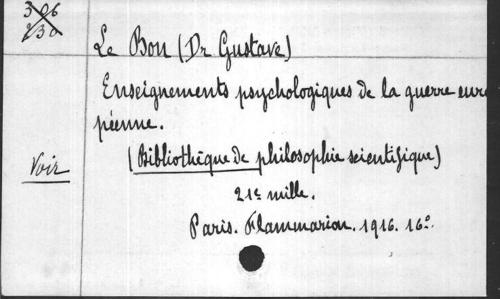 306
230
Le Bon (Dr Gustave)
Enseignements psychologiques de la guerre euro
péenne.
(Bibliothèque de philosophie scientifique)
Voir
21e mille.
Paris. Flammarion. 1916. 16º.